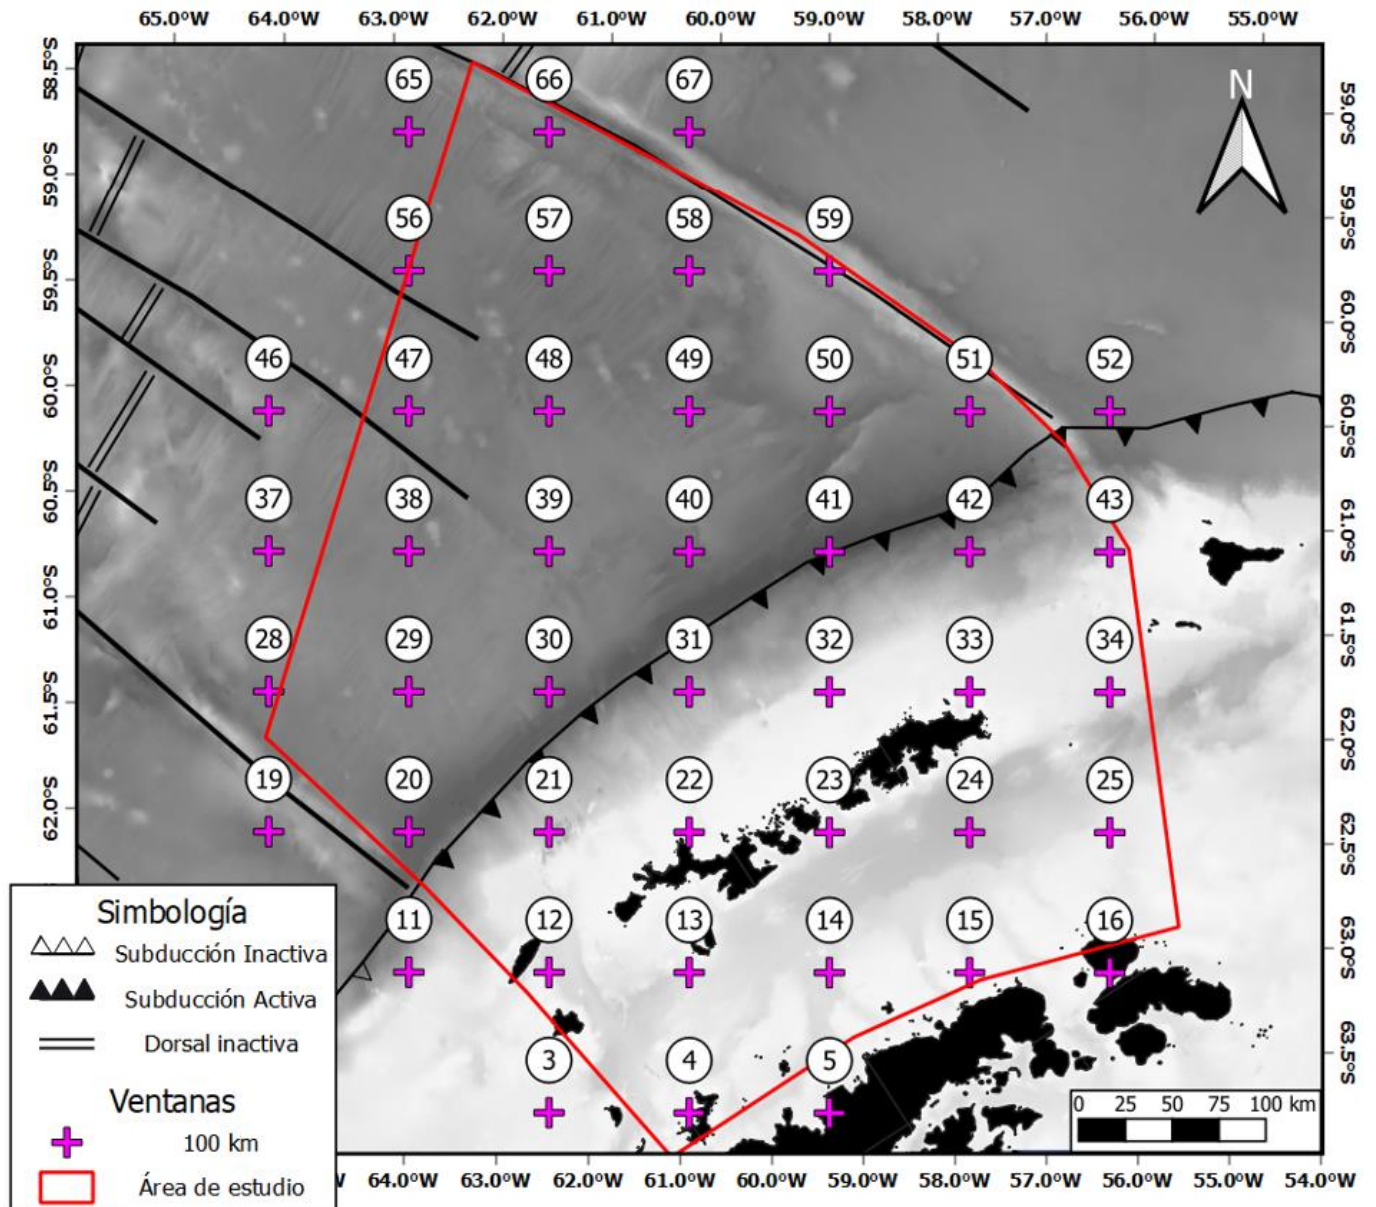 65.0°W 64.0°W 63.0°W 62.0°W 61.0°W 60.0°W 59.0°W 58.0°W 57.0°W 56.0°W 55.0°W
58.5°S
59.0°S
59.5°S
60.0°S
60.5°S
61.0°S
61.5°S
62.0°S
N
65 66 67
56 57 58 59
46 47 48 49 50 51 52
37 38 39 40 41 42 43
28 29 30 31 32 33 34
19 20 21 22 23 24 25
11 12 13 14 15 16
3 4 5
59.0°S
59.5°S
60.0°S
60.5°S
61.0°S
61.5°S
62.0°S
62.5°S
63.0°S
63.5°S
Simbología
Subducción Inactiva
Subducción Activa
Dorsal inactiva
Ventanas
100 km
Área de estudio
0 25 50 75 100 km
W 64.0°W 63.0°W 62.0°W 61.0°W 60.0°W 59.0°W 58.0°W 57.0°W 56.0°W 55.0°W 54.0°W